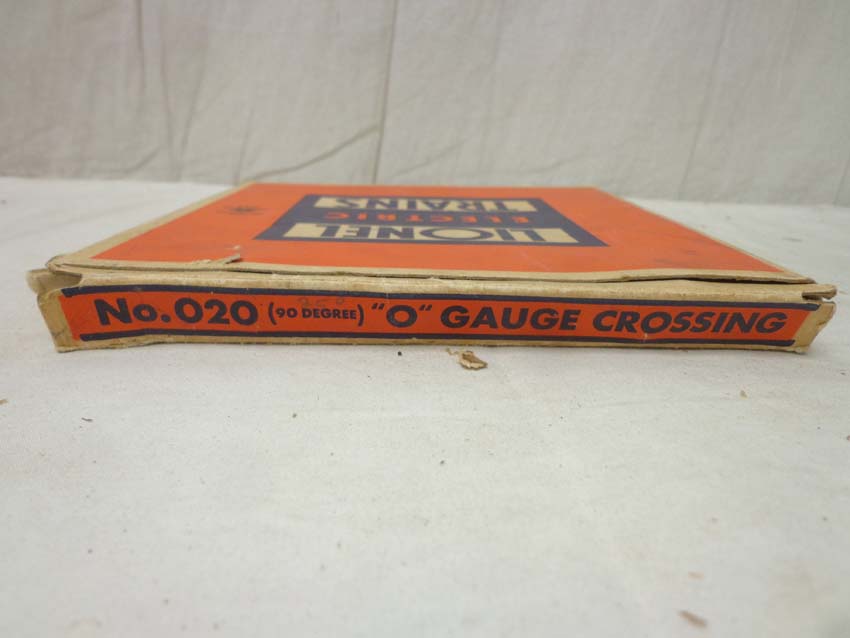 LIONEL
ELECTRIC
TRAINS
No. 020 (90 DEGREE) "O" GAUGE CROSSING